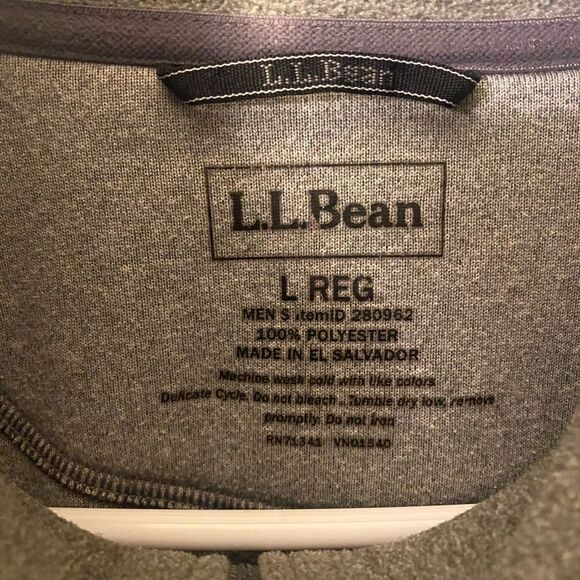 L.L.Bean
L.L.Bean
L REG
MEN S itemID 280962
100% POLYESTER
MADE IN EL SALVADOR
Machine wash cold with like colors
Delicate Cycle. Do not bleach. Tumble dry low, remove
promptly. Do not iron
RN71341 VN01540